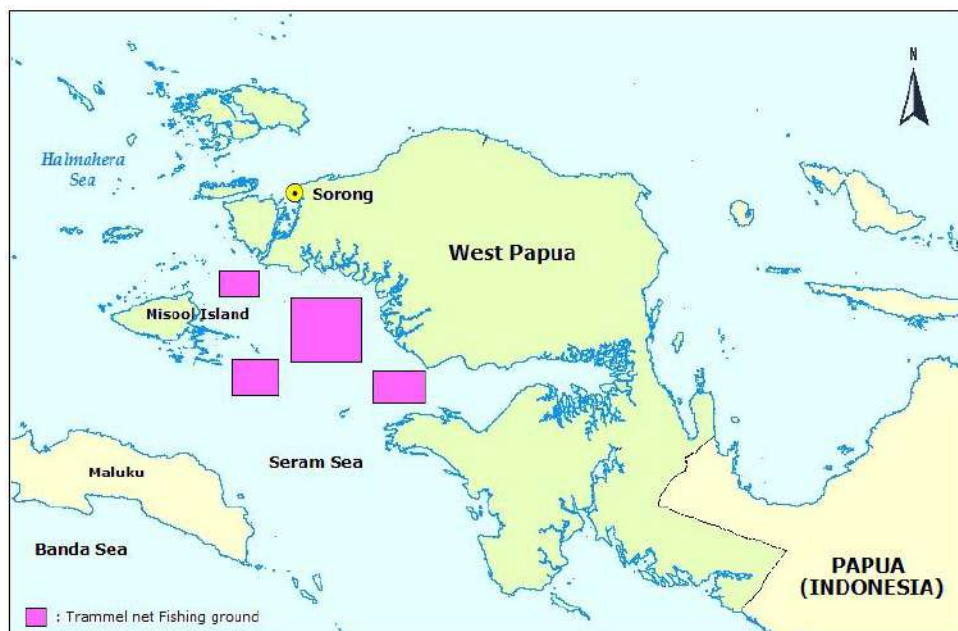 N
Halmahera
Sea
Sorong
West Papua
Misool Island
Seram Sea
Maluku
Banda Sea
PAPUA
(INDONESIA)
: Trammel net Fishing ground